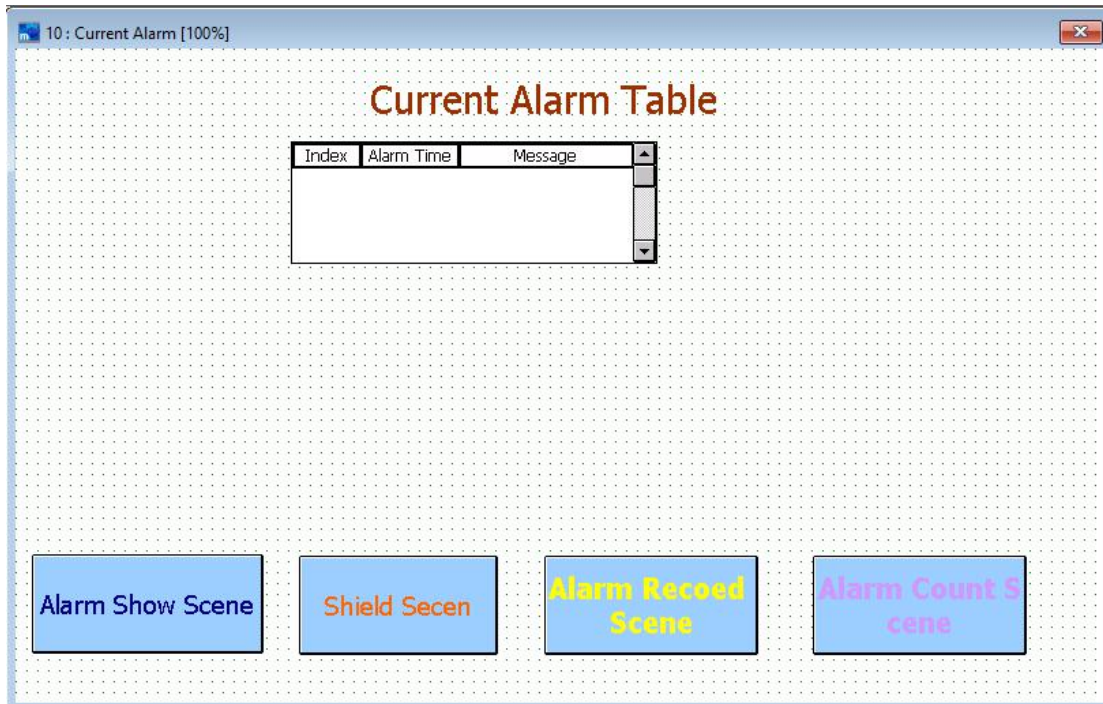 10 : Current Alarm [100%]
Current Alarm Table
Index Alarm Time Message
Alarm Show Scene
Shield Secen
Alarm Recoed
Scene
Alarm Count S
cene